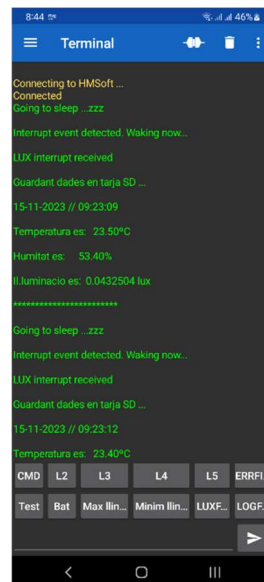 8:44
46%
Terminal
Connecting to HMSoft ...
Connected
Going to sleep ...zzz
Interrupt event detected. Waking now...
LUX interrupt received
Guardant dades en tarja SD ...
15-11-2023 // 09:23:09
Temperatura es: 23.50ºC
Humitat es: 53.40%
Il.luminacio es: 0.0432504 lux
************************
Going to sleep ...zzz
Interrupt event detected. Waking now...
LUX interrupt received
Guardant dades en tarja SD ...
15-11-2023 // 09:23:12
Temperatura es: 23.40ºC
CMD L2 L3 L4 L5 ERRFI
Test Bat Max llin... Minim llin... LUXF... LOGF.